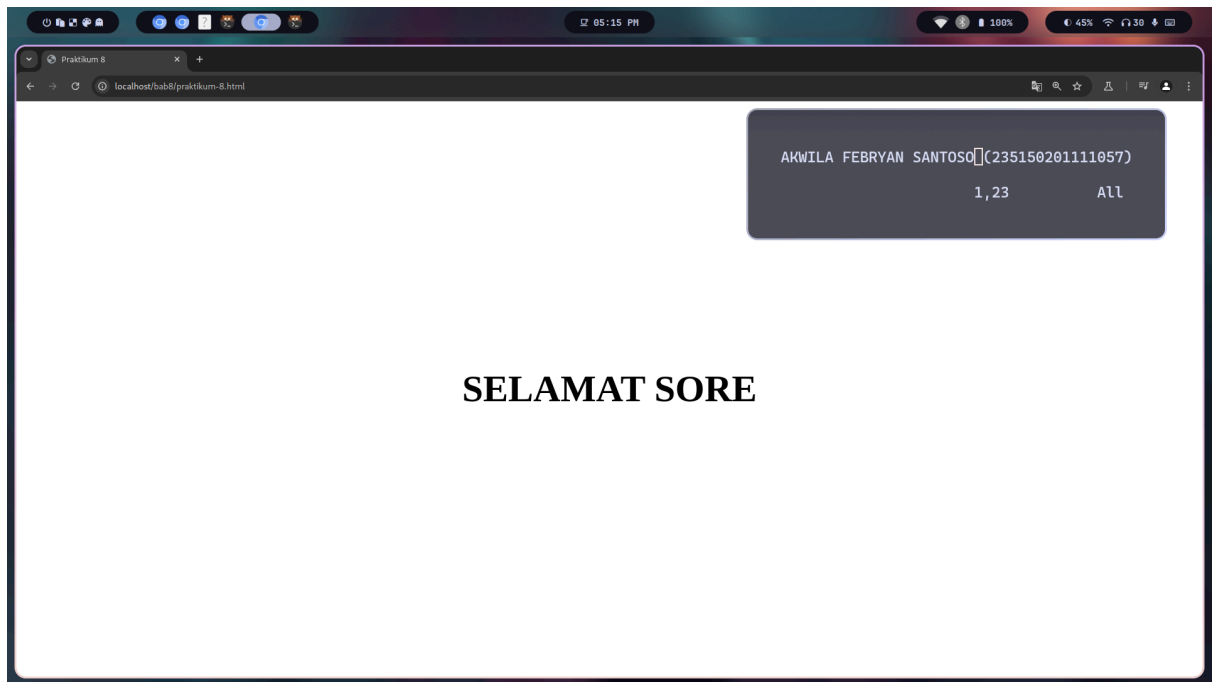 05:15 PM
100%
45%
30
Praktikum 8
localhost/bab8/praktikum-8.html
AKWILA FEBRYAN SANTOSO (235150201111057)
1,23 All
SELAMAT SORE